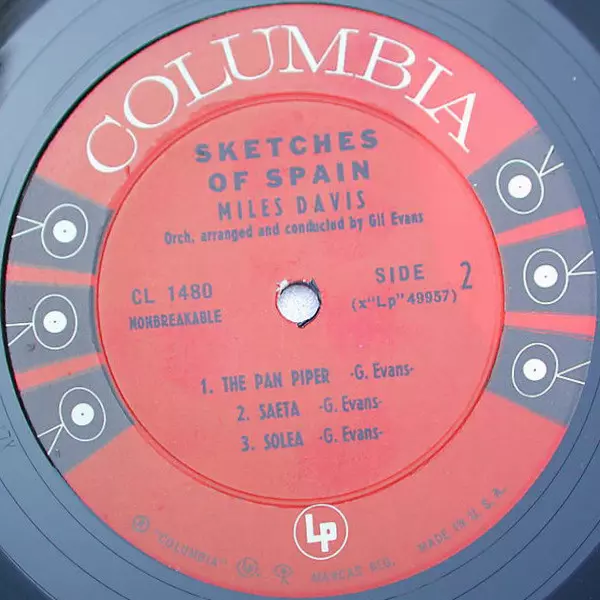 COLUMBIA
SKETCHES
OF SPAIN
MILES DAVIS
Orch. arranged and conducted by Gil Evans
CL 1480
NONBREAKABLE
SIDE 2
(x"Lp" 49957)
1. THE PAN PIPER -G. Evans-
2. SAETA -G. Evans-
3. SOLEA -G. Evans-
Lp
"COLUMBIA" MARCAS REG. MADE IN U. S. A.